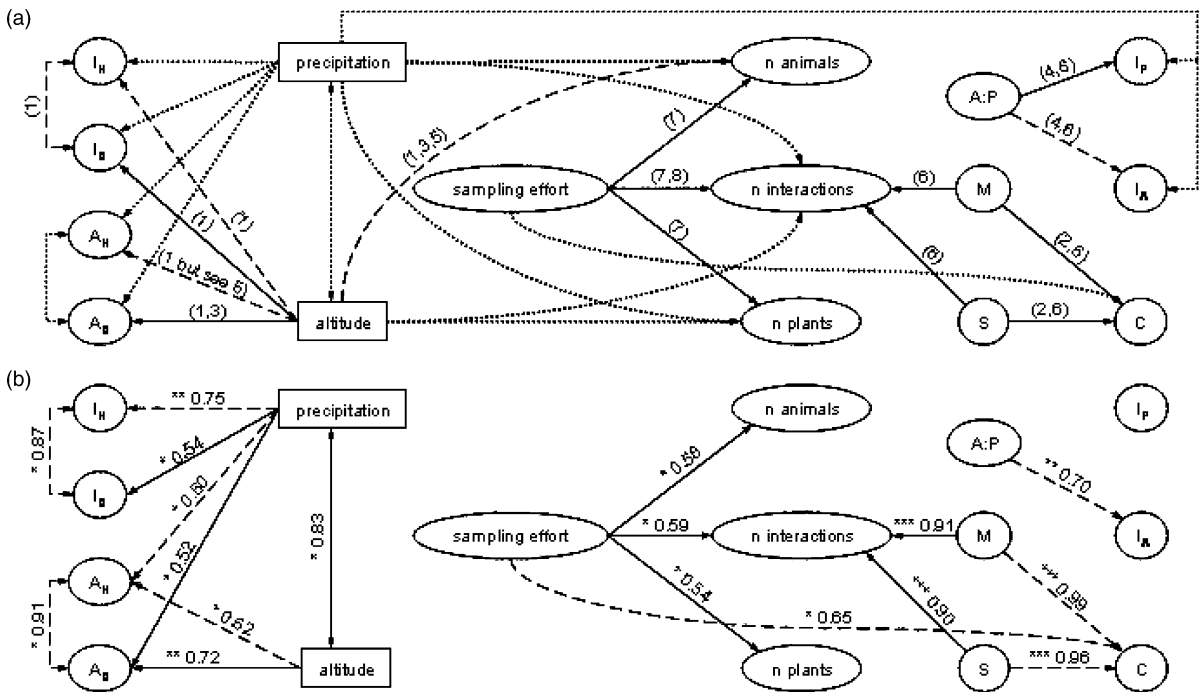 (a)
I_H
precipitation
n animals
I_P
(1)
(4,6)
A:P
(1,3,5)
(7)
(4,6)
I_B
sampling effort
(7,8)
n interactions
(6)
M
I_A
(1)
(1)
A_H
(7)
(2,6)
(1 but see 5)
(6)
A_B
(1,3)
altitude
n plants
S
(2,6)
C
(b)
I_H
** 0.75
precipitation
n animals
I_P
* 0.87
* 0.54
A:P
* 0.60
* 0.56
** 0.70
I_B
* 0.83
sampling effort
* 0.59
n interactions
*** 0.91
M
I_A
* 0.52
A_H
* 0.54
*** 0.99
* 0.62
*** 0.90
* 0.91
* 0.65
A_B
** 0.72
altitude
n plants
S
*** 0.96
C